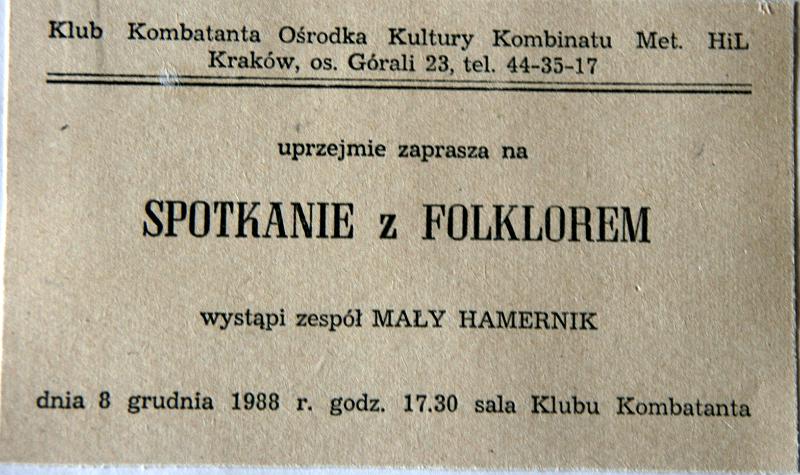 Klub Kombatanta Ośrodka Kultury Kombinatu Met. HiL
Kraków, os. Górali 23, tel. 44-35-17
uprzejmie zaprasza na
SPOTKANIE z FOLKLOREM
wystąpi zespół MAŁY HAMERNIK
dnia 8 grudnia 1988 r. godz. 17.30 sala Klubu Kombatanta